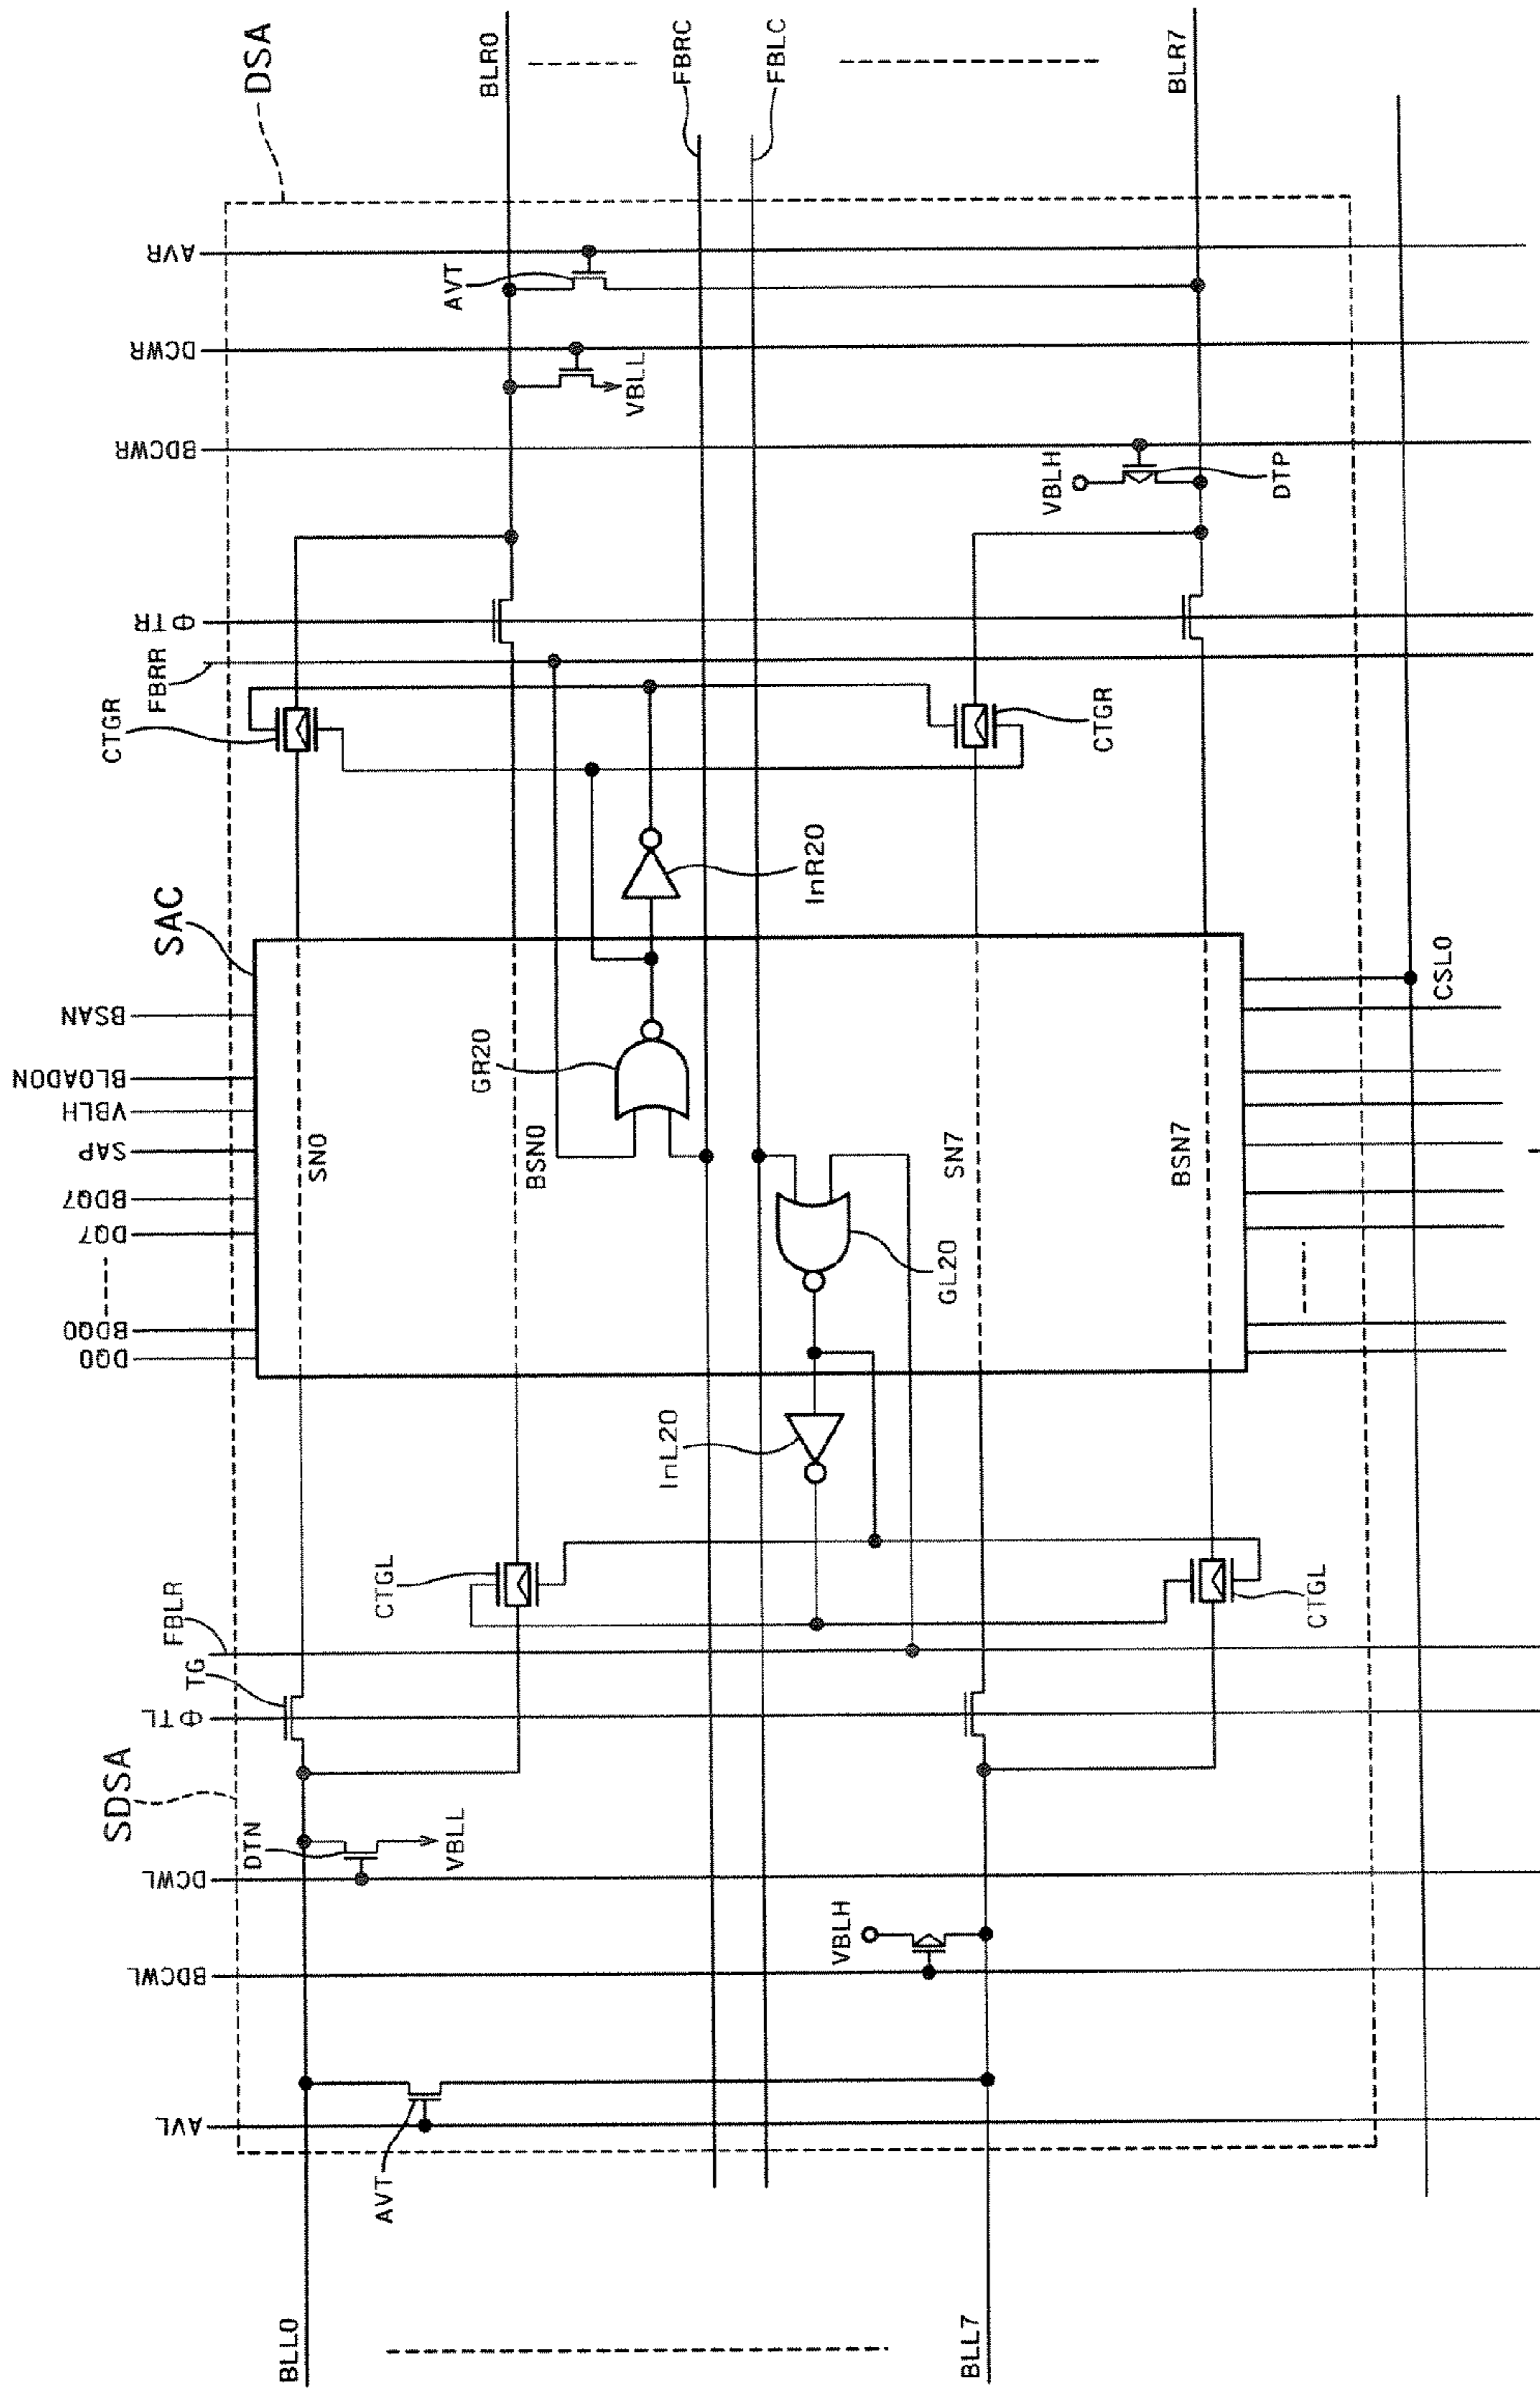 DSA
BLR0
FBRC
FBLC
BLR7
AVR
AVT
DCWR
VBLL
BDCWR
VBLH
DTP
ΦTR
FBRR
CTGR
CTGR
InR20
SAC
BSAN
BLOADON
VBLH
SAP
BDQ7
DQ7
BDQ0
DQ0
SN0
BSN0
GR20
SN7
BSN7
GL20
CSL0
InL20
CTGL
CTGL
FBLR
TG
ΦTL
SDSA
DTN
VBLL
DCWL
VBLH
BDCWL
AVL
AVT
BLL0
BLL7